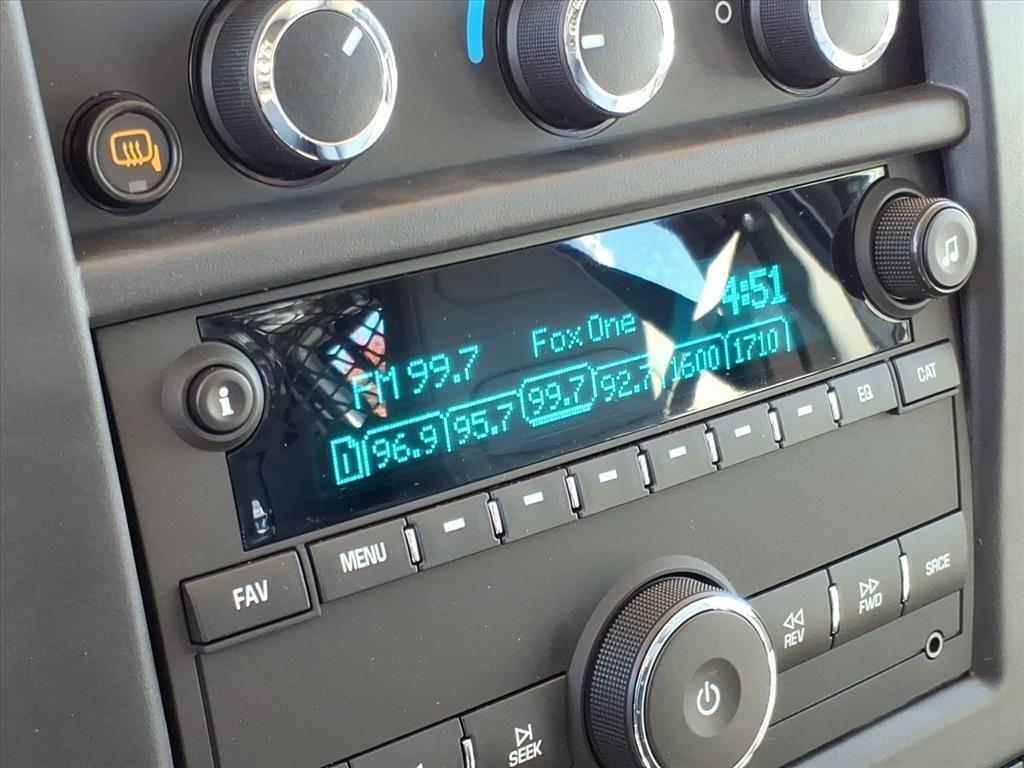 FM 99.7 Fox One 4:51
1 96.9 95.7 99.7 92.7 1600 1710
FAV MENU EQ CAT
REV FWD SRCE
SEEK